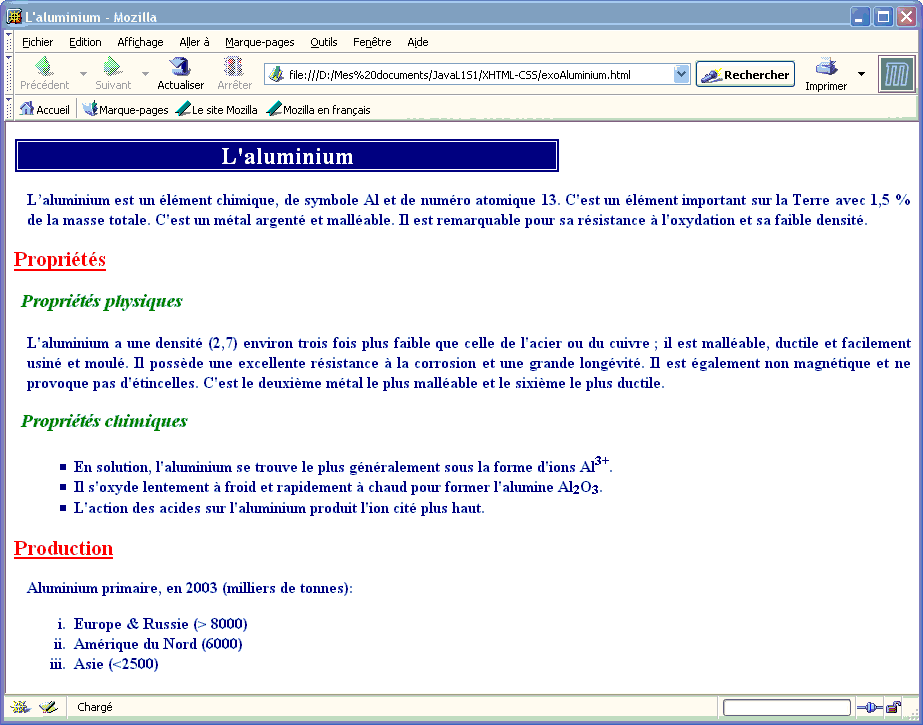 L'aluminium - Mozilla
Fichier Edition Affichage Aller à Marque-pages Outils Fenêtre Aide
Précédent Suivant Actualiser Arrêter file:///D:/Mes%20documents/JavaL1S1/XHTML-CSS/exoAluminium.html Rechercher Imprimer
Accueil Marque-pages Le site Mozilla Mozilla en français
L'aluminium
L'aluminium est un élément chimique, de symbole Al et de numéro atomique 13. C'est un élément important sur la Terre avec 1,5 %
de la masse totale. C'est un métal argenté et malléable. Il est remarquable pour sa résistance à l'oxydation et sa faible densité.
Propriétés
Propriétés physiques
L'aluminium a une densité (2,7) environ trois fois plus faible que celle de l'acier ou du cuivre ; il est malléable, ductile et facilement
usiné et moulé. Il possède une excellente résistance à la corrosion et une grande longévité. Il est également non magnétique et ne
provoque pas d'étincelles. C'est le deuxième métal le plus malléable et le sixième le plus ductile.
Propriétés chimiques
En solution, l'aluminium se trouve le plus généralement sous la forme d'ions Al3+.
Il s'oxyde lentement à froid et rapidement à chaud pour former l'alumine Al2O3.
L'action des acides sur l'aluminium produit l'ion cité plus haut.
Production
Aluminium primaire, en 2003 (milliers de tonnes):
i. Europe & Russie (> 8000)
ii. Amérique du Nord (6000)
iii. Asie (<2500)
Chargé